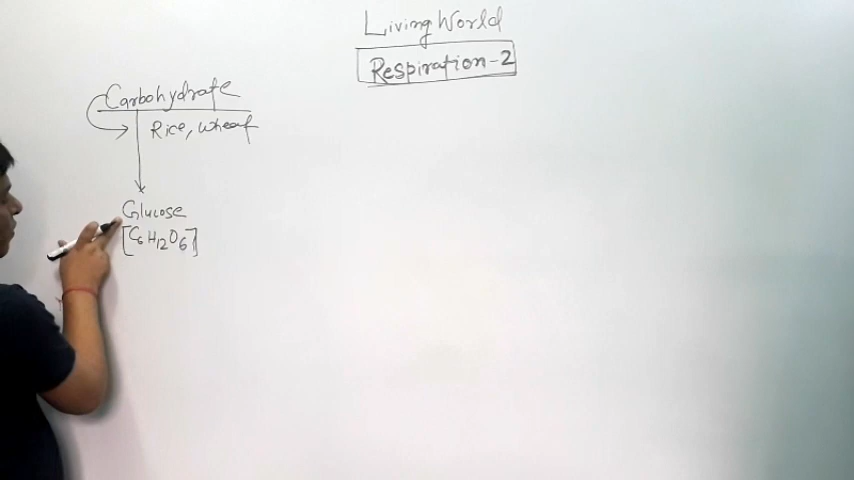 Living World
Respiration-2
Carbohydrate
Rice, wheat
Glucose
[C6H12O6]